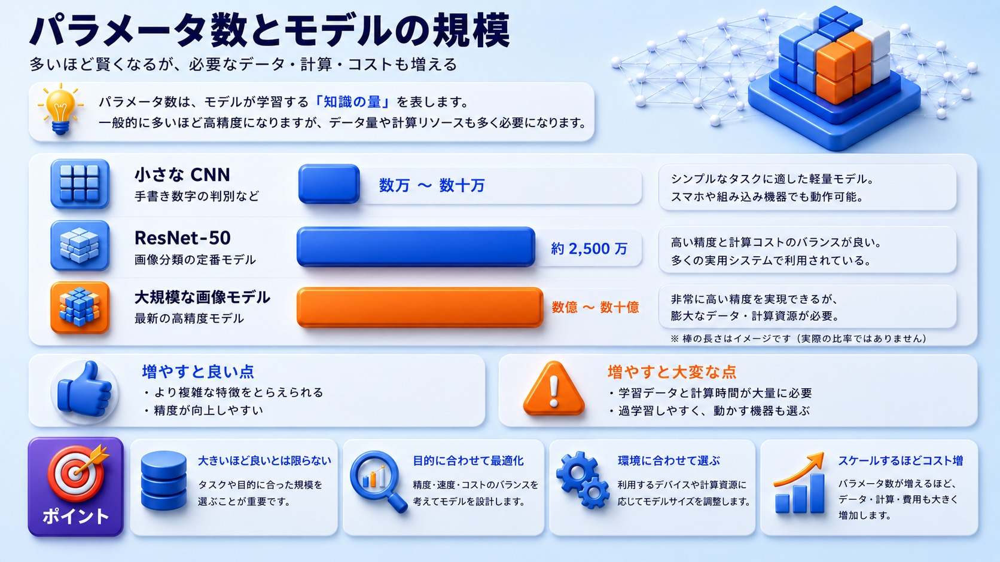 パラメータ数とモデルの規模
多いほど賢くなるが、必要なデータ・計算・コストも増える
パラメータ数は、モデルが学習する「知識の量」を表します。
一般的に多いほど高精度になりますが、データ量や計算リソースも多く必要になります。
小さな CNN
手書き数字の判別など
数万 ～ 数十万
シンプルなタスクに適した軽量モデル。
スマホや組み込み機器でも動作可能。
ResNet-50
画像分類の定番モデル
約 2,500 万
高い精度と計算コストのバランスが良い。
多くの実用システムで利用されている。
大規模な画像モデル
最新の高精度モデル
数億 ～ 数十億
非常に高い精度を実現できるが、
膨大なデータ・計算資源が必要。
※ 棒の長さはイメージです（実際の比率ではありません）
増やすと良い点
・より複雑な特徴をとらえられる
・精度が向上しやすい
増やすと大変な点
・学習データと計算時間が大量に必要
・過学習しやすく、動かす機器も選ぶ
ポイント
大きいほど良いとは限らない
タスクや目的に合った規模を
選ぶことが重要です。
目的に合わせて最適化
精度・速度・コストのバランスを
考えてモデルを設計します。
環境に合わせて選ぶ
利用するデバイスや計算資源に
応じてモデルサイズを調整します。
スケールするほどコスト増
パラメータ数が増えるほど、
データ・計算・費用も大きく
増加します。